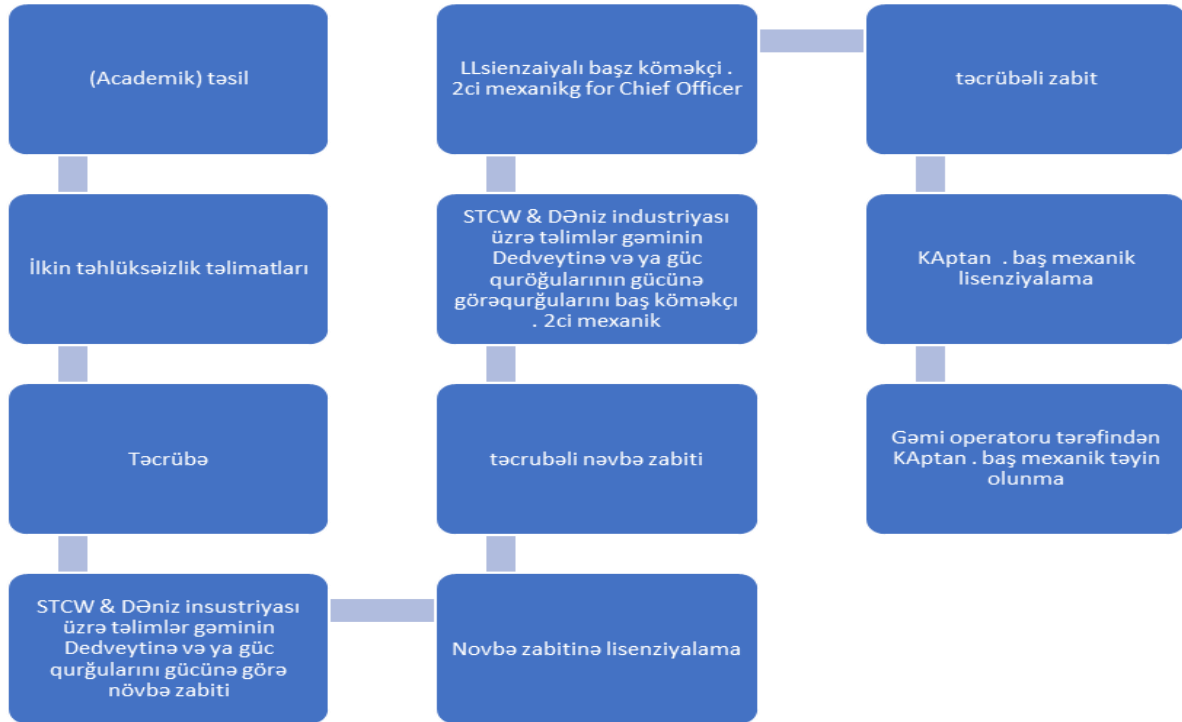 (Academik) təsil
İlkin təhlüksəizlik təlimatları
Təcrübə
STCW & DƏniz insustriyası
üzrə təlimlər gəminin
Dedveytinə və ya güc
qurğularını gücünə görə
növbə zabiti
Novbə zabitinə lisenziyalama
təcrubəli nəvbə zabiti
STCW & DƏniz industriyası
üzrə təlimlər gəminin
Dedveytinə və ya güc
quröğularının gücünə
görəqurğularını baş köməkçı
. 2ci mexanik
LLsienzaiyalı başz köməkçi .
2ci mexanikg for Chief Officer
təcrübəli zabit
KAptan . baş mexanik
lisenziyalama
Gəmi operatoru tərəfindən
KAptan . baş mexanik təyin
olunma